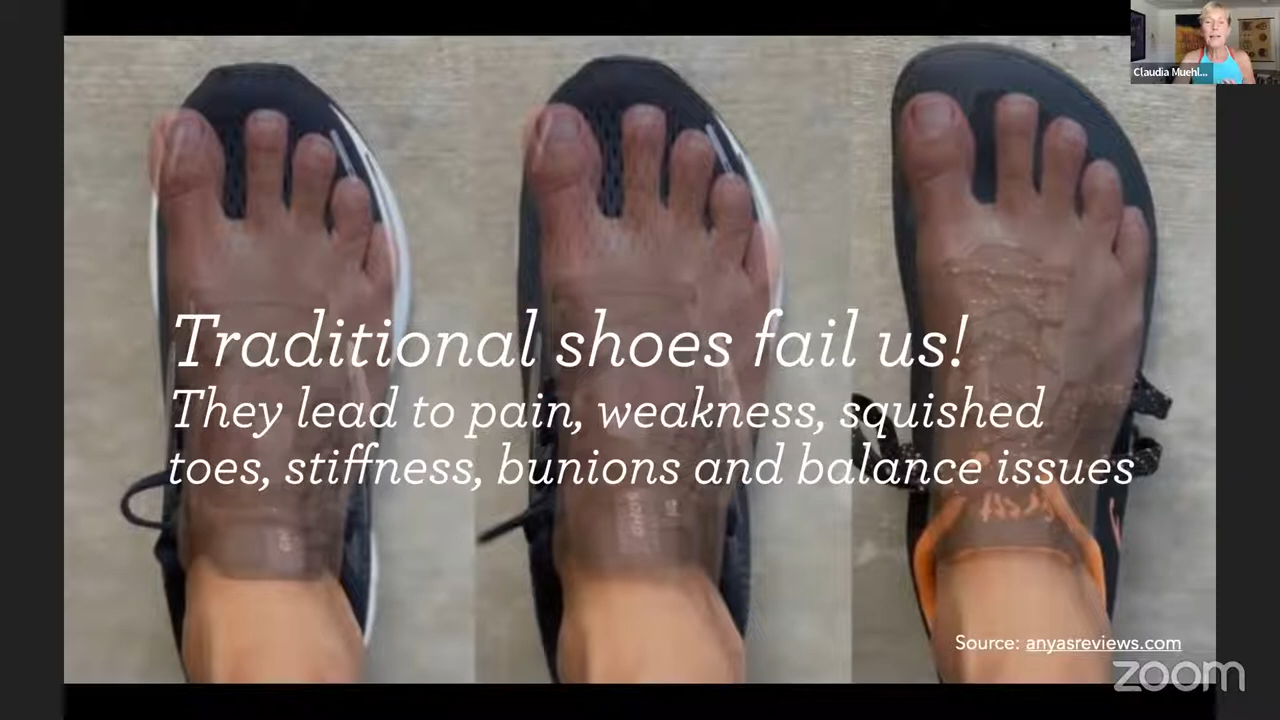 Claudia Muehl...
Traditional shoes fail us!
They lead to pain, weakness, squished
toes, stiffness, bunions and balance issues
Source: anyasreviews.com
zoom